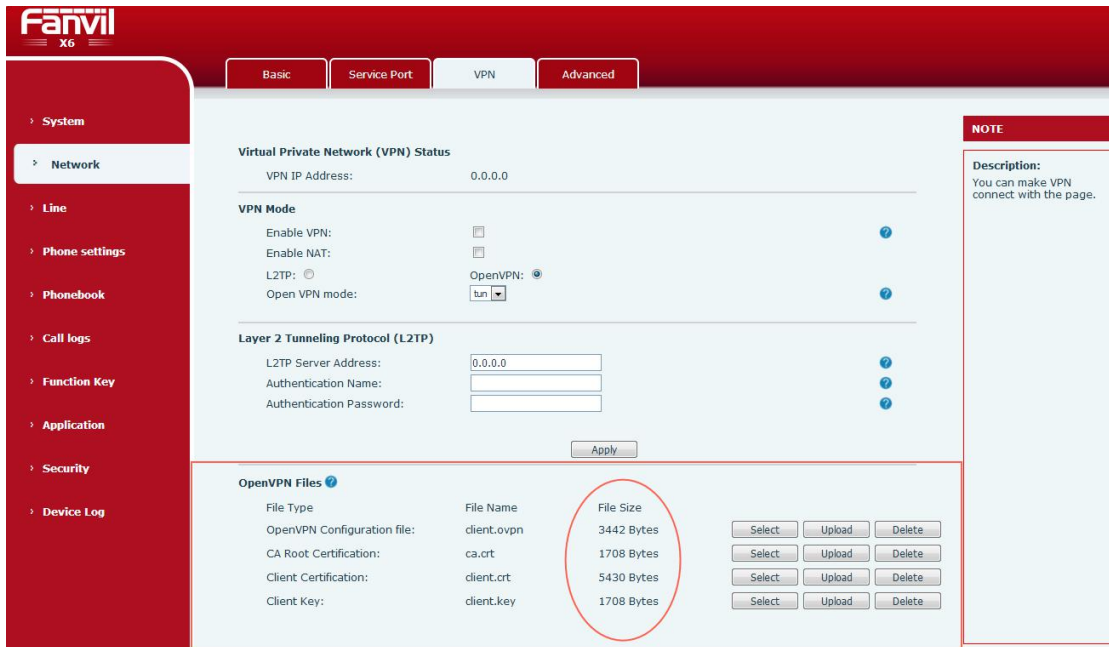 Fanvil
X6
Basic Service Port VPN Advanced
System
Network
Line
Phone settings
Phonebook
Call logs
Function Key
Application
Security
Device Log
Virtual Private Network (VPN) Status
VPN IP Address: 0.0.0.0
VPN Mode
Enable VPN:
Enable NAT:
L2TP: OpenVPN:
Open VPN mode: tun
Layer 2 Tunneling Protocol (L2TP)
L2TP Server Address: 0.0.0.0
Authentication Name:
Authentication Password:
Apply
OpenVPN Files
File Type File Name File Size
OpenVPN Configuration file: client.ovpn 3442 Bytes Select Upload Delete
CA Root Certification: ca.crt 1708 Bytes Select Upload Delete
Client Certification: client.crt 5430 Bytes Select Upload Delete
Client Key: client.key 1708 Bytes Select Upload Delete
NOTE
Description:
You can make VPN
connect with the page.